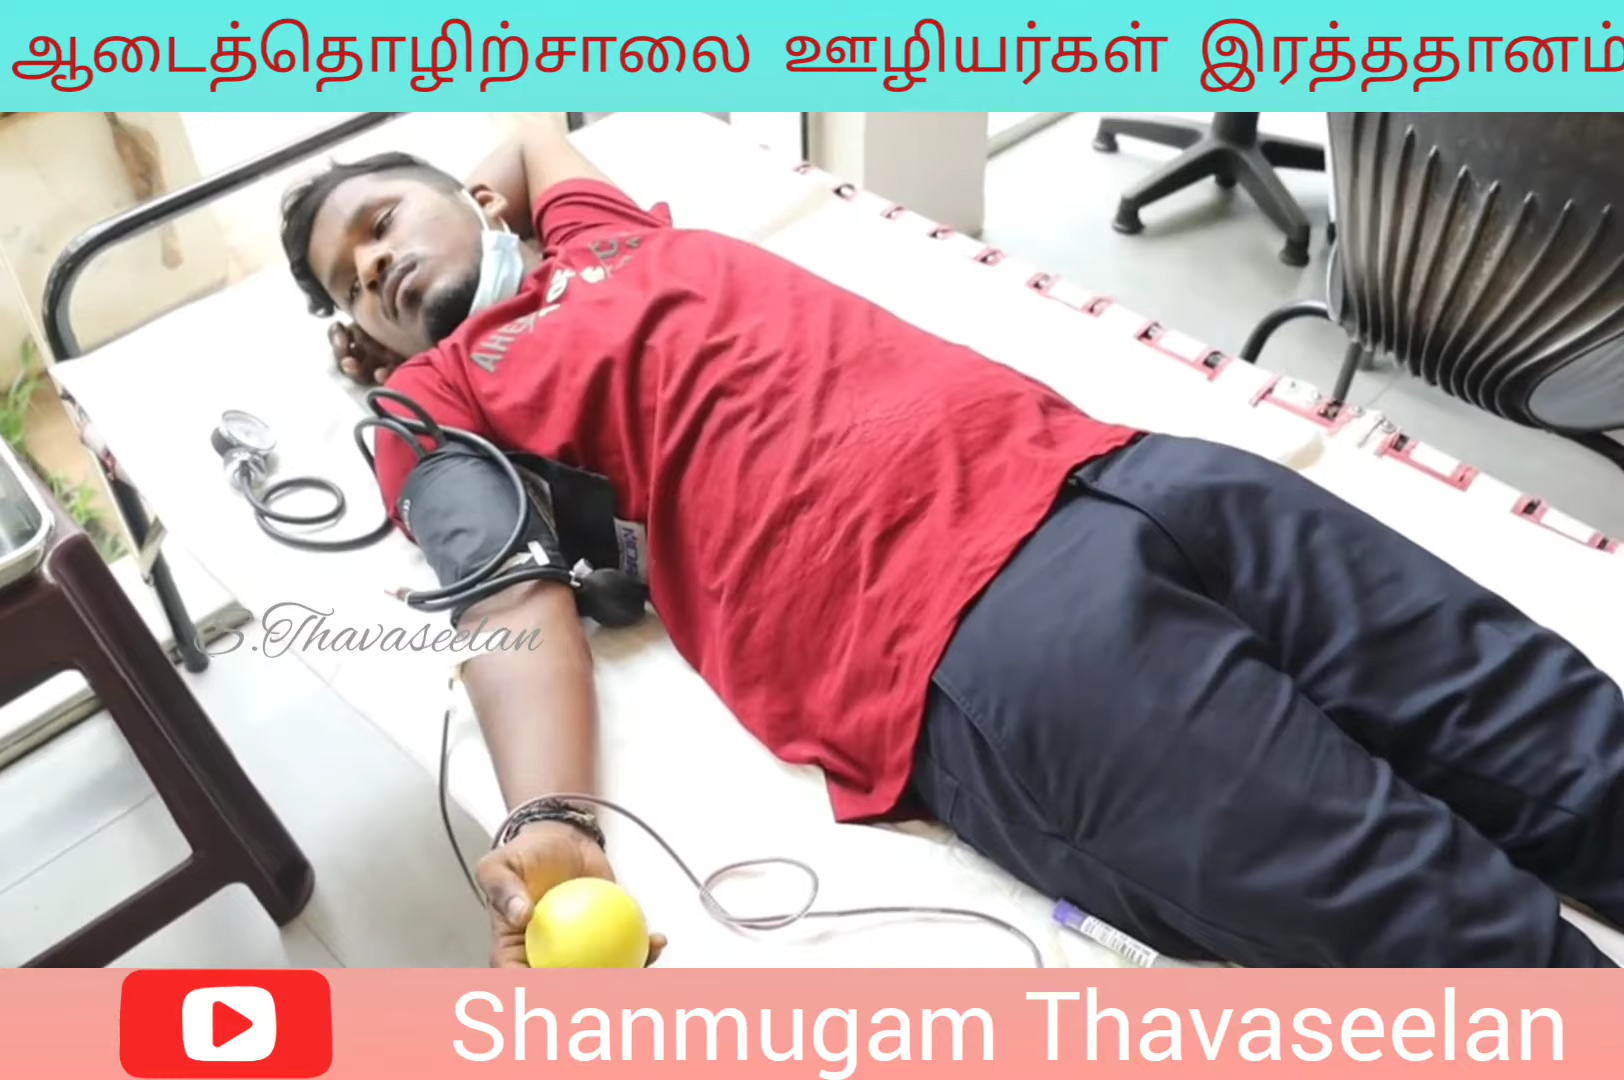 ஆடைத்தொழிற்சாலை ஊழியர்கள் இரத்ததானம்
S.Thavaseelan
Shanmugam Thavaseelan